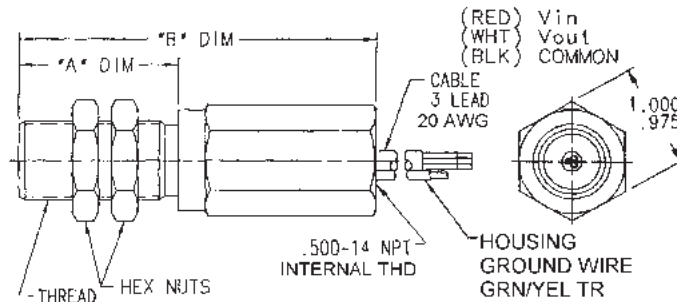 "B" DIM
"A" DIM
(RED) Vin
(WHT) Vout
(BLK) COMMON
CABLE
3 LEAD
20 AWG
1.000
.975
.500-14 NPT
INTERNAL THD
HOUSING
GROUND WIRE
GRN/YEL TR
THREAD
HEX NUTS